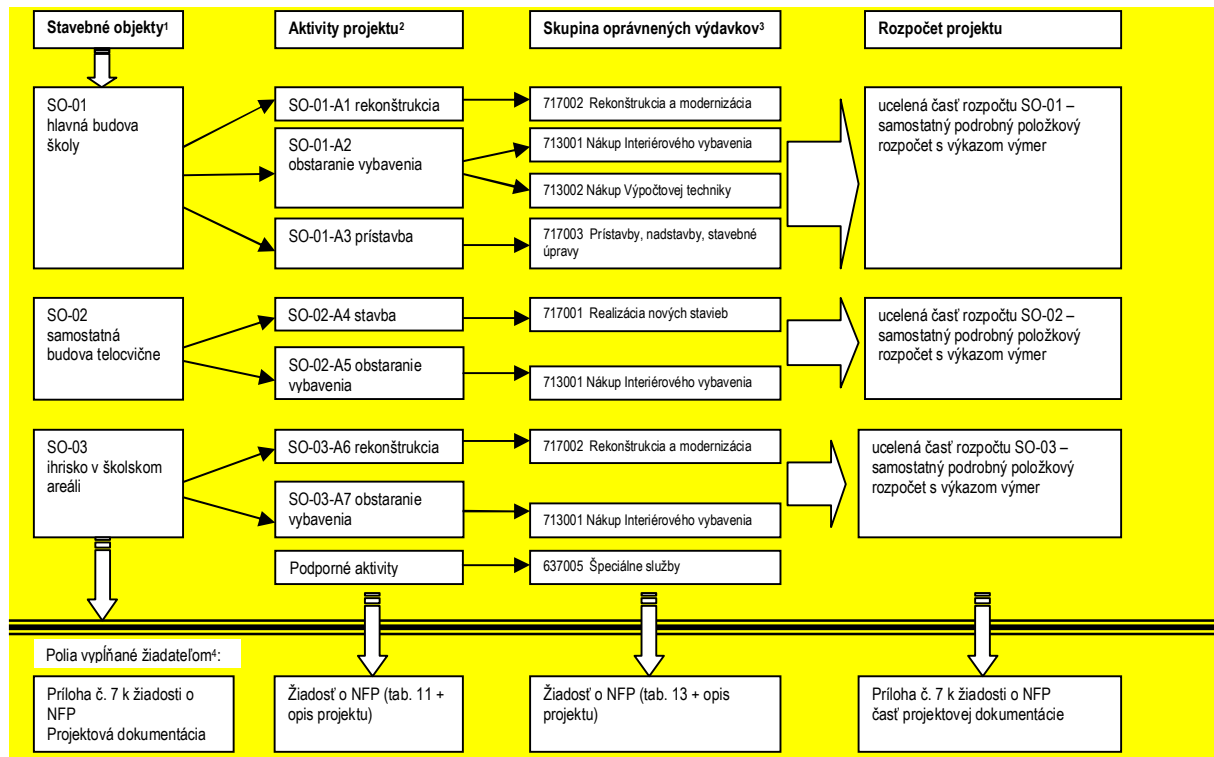 Stavebné objekty¹
Aktivity projektu²
Skupina oprávnených výdavkov³
Rozpočet projektu
SO-01
hlavná budova
školy
SO-01-A1 rekonštrukcia
717002 Rekonštrukcia a modernizácia
SO-01-A2
obstaranie vybavenia
713001 Nákup Interiérového vybavenia
713002 Nákup Výpočtovej techniky
SO-01-A3 prístavba
717003 Prístavby, nadstavby, stavebné
úpravy
ucelená časť rozpočtu SO-01 –
samostatný podrobný položkový
rozpočet s výkazom výmer
SO-02
samostatná
budova telocvične
SO-02-A4 stavba
717001 Realizácia nových stavieb
SO-02-A5 obstaranie
vybavenia
713001 Nákup Interiérového vybavenia
ucelená časť rozpočtu SO-02 –
samostatný podrobný položkový
rozpočet s výkazom výmer
SO-03
ihrisko v školskom
areáli
SO-03-A6 rekonštrukcia
717002 Rekonštrukcia a modernizácia
SO-03-A7 obstaranie
vybavenia
713001 Nákup Interiérového vybavenia
ucelená časť rozpočtu SO-03 –
samostatný podrobný položkový
rozpočet s výkazom výmer
Podporné aktivity
637005 Špeciálne služby
Polia vypĺňané žiadateľom⁴:
Príloha č. 7 k žiadosti o
NFP
Projektová dokumentácia
Žiadosť o NFP (tab. 11 +
opis projektu)
Žiadosť o NFP (tab. 13 + opis
projektu)
Príloha č. 7 k žiadosti o NFP
časť projektovej dokumentácie